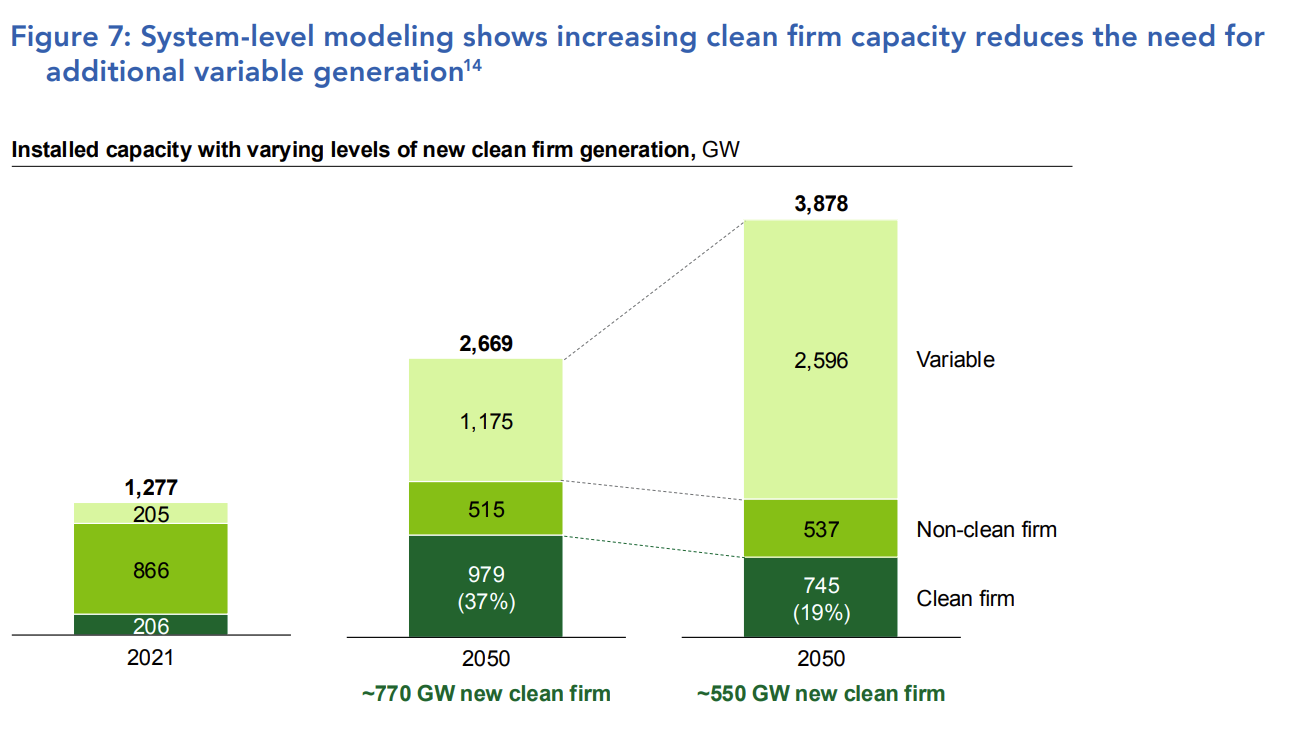 Figure 7: System-level modeling shows increasing clean firm capacity reduces the need for
additional variable generation14
Installed capacity with varying levels of new clean firm generation, GW
3,878
2,596
Variable
2,669
1,175
1,277
205
515
537
Non-clean firm
866
979
(37%)
745
(19%)
Clean firm
206
2021
2050
2050
~770 GW new clean firm
~550 GW new clean firm